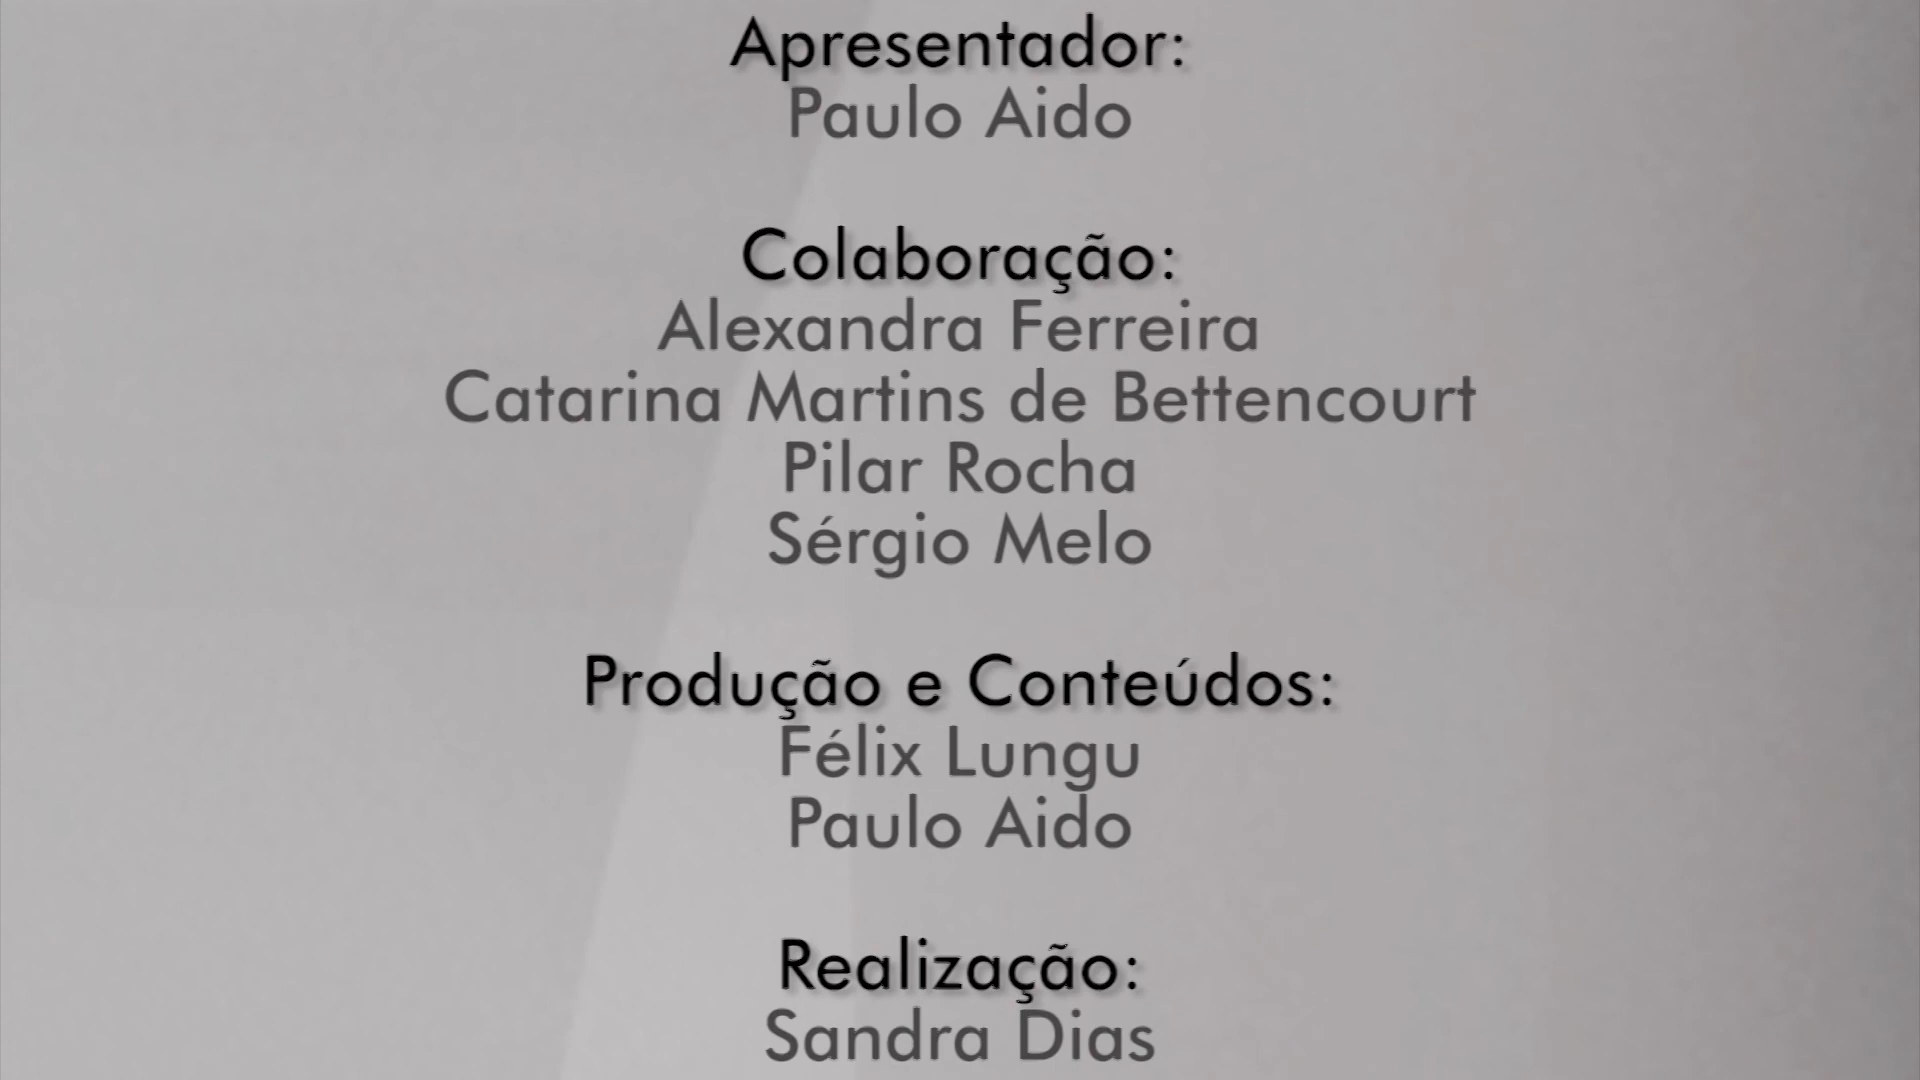 Apresentador:
Paulo Aido
Colaboração:
Alexandra Ferreira
Catarina Martins de Bettencourt
Pilar Rocha
Sérgio Melo
Produção e Conteúdos:
Félix Lungu
Paulo Aido
Realização:
Sandra Dias